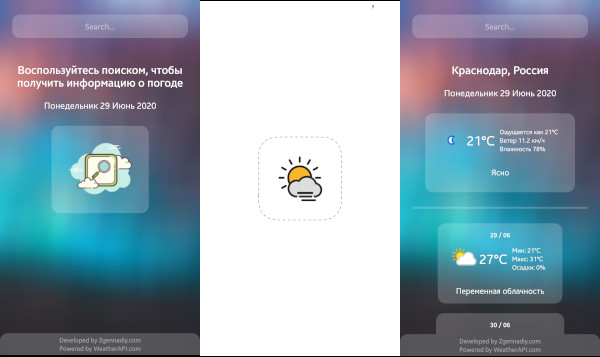 Search...
Воспользуйтесь поиском, чтобы
получить информацию о погоде
Понедельник 29 Июнь 2020
Developed by Zgennadiy.com
Powered by WeatherAPI.com
Search...
Краснодар, Россия
Понедельник 29 Июнь 2020
21°C
Ощущается как 21°C
Ветер 11.2 км/ч
Влажность 78%
Ясно
29 / 06
27°C
Мин: 21°C
Макс: 31°C
Осадки: 0%
Переменная облачность
30 / 06
Developed by Zgennadiy.com
Powered by WeatherAPI.com